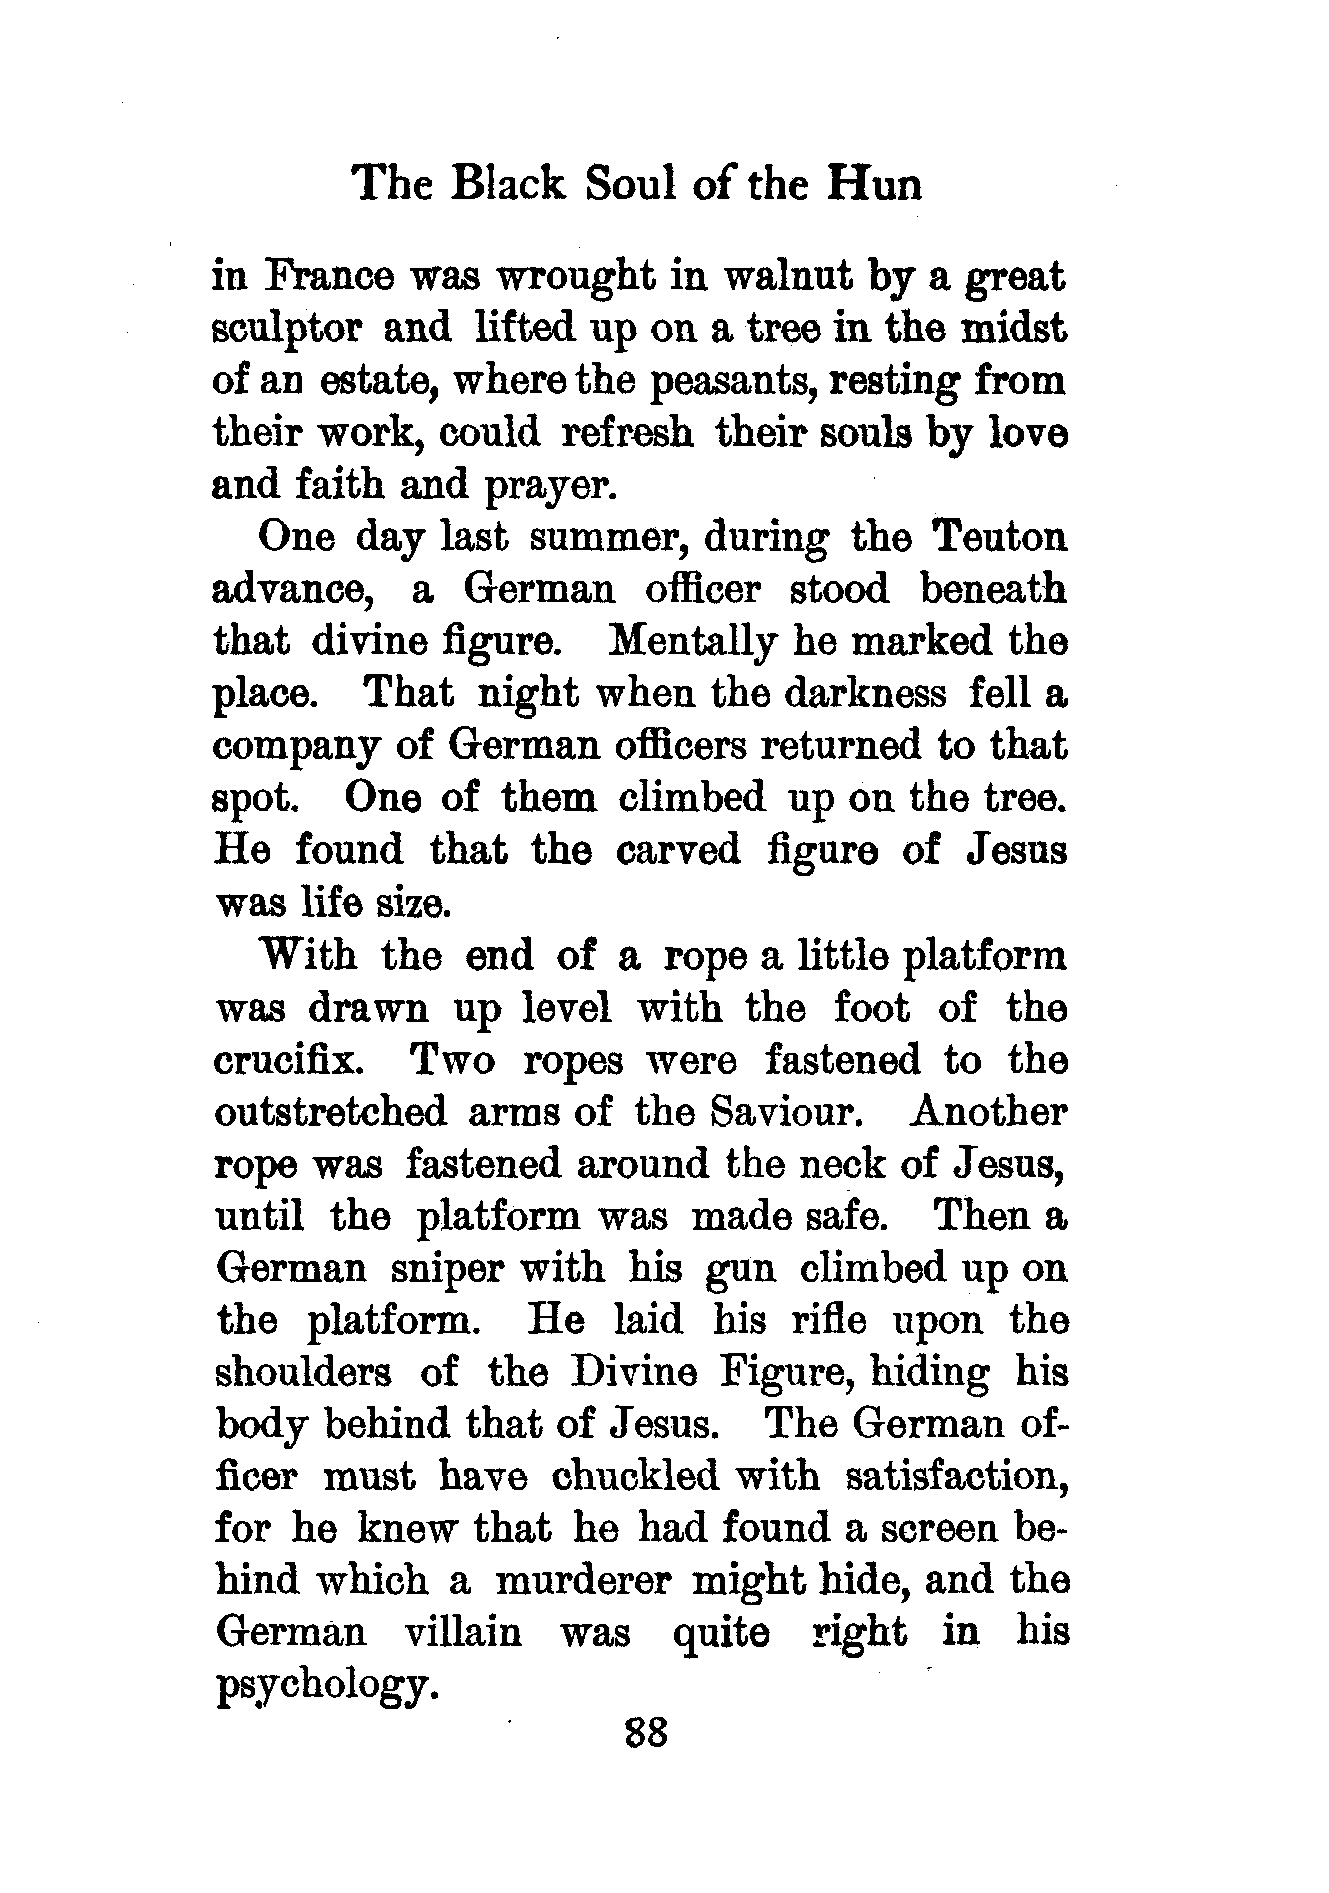 The Black Soul of the Hun
in France was wrought in walnut by a great
sculptor and lifted up on a tree in the midst
of an estate, where the peasants, resting from
their work, could refresh their souls by love
and faith and prayer.
One day last summer, during the Teuton
advance, a German officer stood beneath
that divine figure. Mentally he marked the
place. That night when the darkness fell a
company of German officers returned to that
spot. One of them climbed up on the tree.
He found that the carved figure of Jesus
was life size.
With the end of a rope a little platform
was drawn up level with the foot of the
crucifix. Two ropes were fastened to the
outstretched arms of the Saviour. Another
rope was fastened around the neck of Jesus,
until the platform was made safe. Then a
German sniper with his gun climbed up on
the platform. He laid his rifle upon the
shoulders of the Divine Figure, hiding his
body behind that of Jesus. The German of-
ficer must have chuckled with satisfaction,
for he knew that he had found a screen be-
hind which a murderer might hide, and the
German villain was quite right in his
psychology.
88